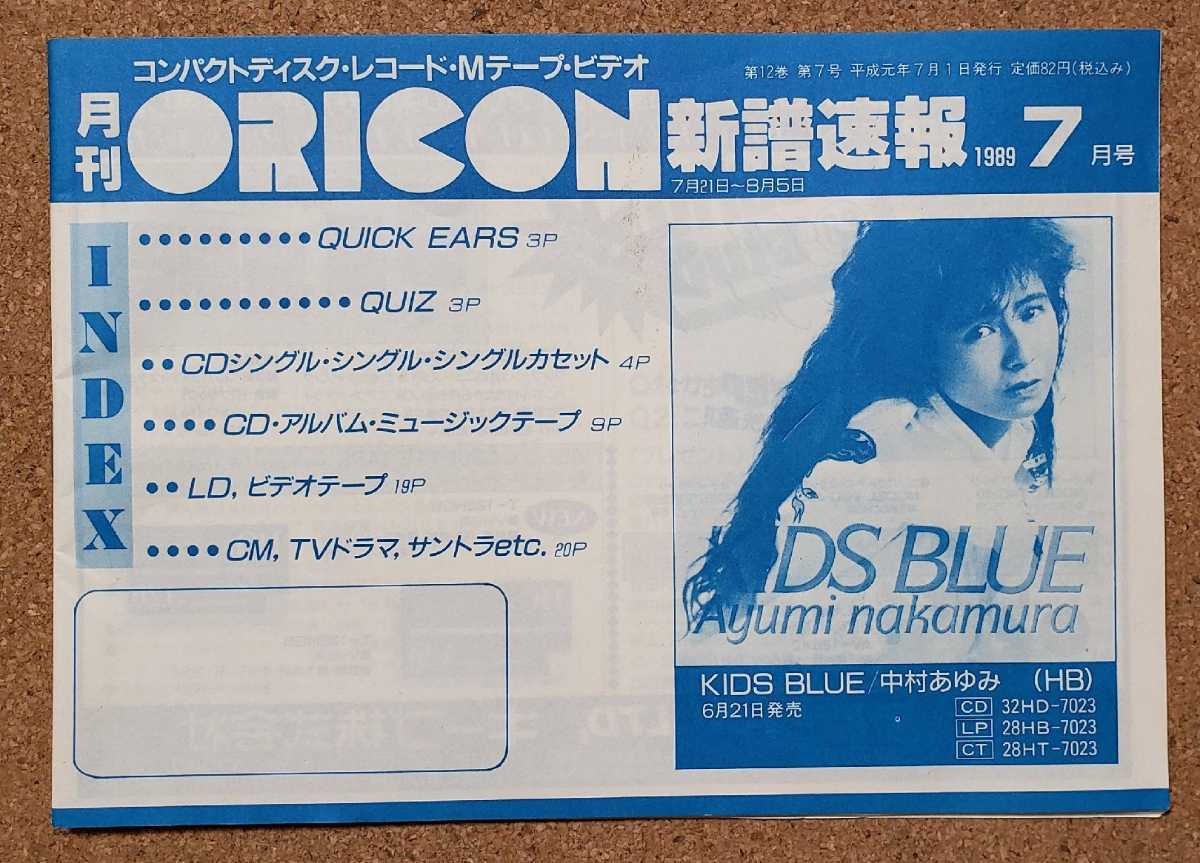 コンパクトディスク・レコード・Mテープ・ビデオ
第12巻 第7号 平成元年7月1日発行 定価82円(税込み)
月刊 ORICON 新譜速報 1989 7月号
7月21日〜8月5日
INDEX
•••••••••QUICK EARS 3P
•••••••••••QUIZ 3P
••CDシングル・シングル・シングルカセット 4P
••••CD・アルバム・ミュージックテープ 9P
••LD, ビデオテープ 19P
••••CM, TVドラマ, サントラetc. 20P
KIDS BLUE
Ayumi nakamura
KIDS BLUE/中村あゆみ (HB)
6月21日発売
CD 32HD-7023
LP 28HB-7023
CT 28HT-7023